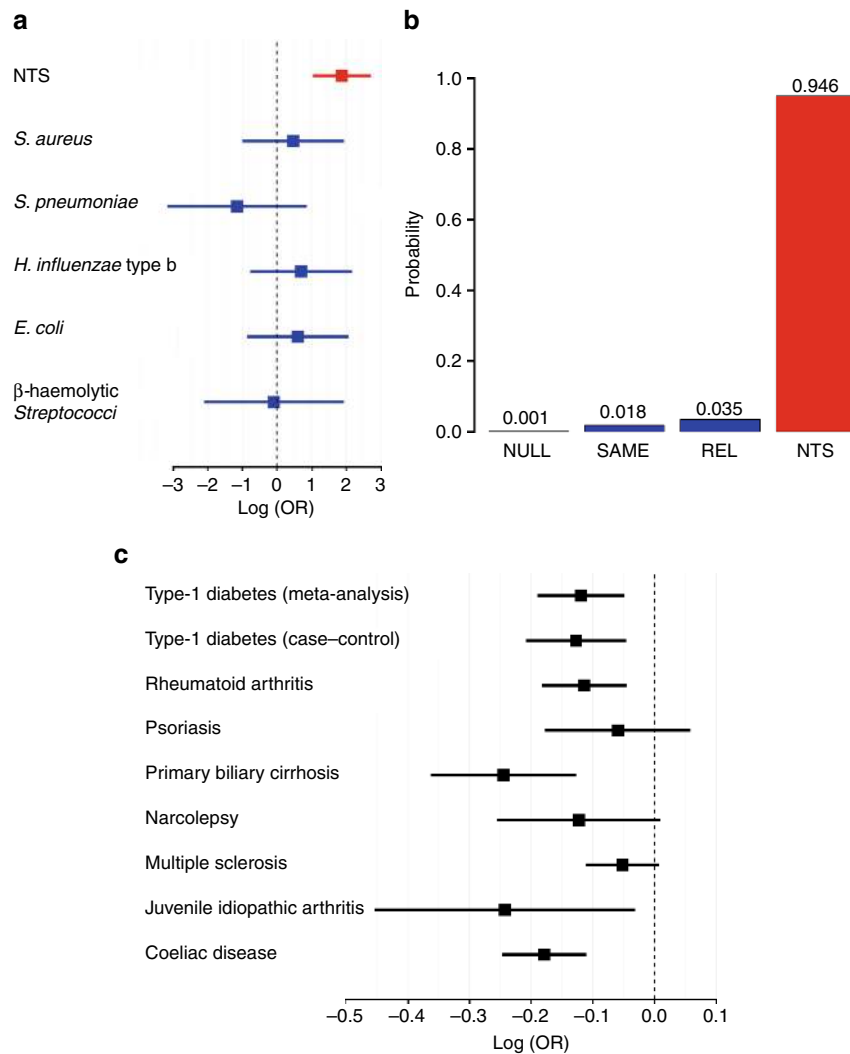 a
NTS
S. aureus
S. pneumoniae
H. influenzae type b
E. coli
β-haemolytic
Streptococci
−3 −2 −1 0 1 2 3
Log (OR)
b
Probability
1.0
0.8
0.6
0.4
0.2
0.0
0.001
0.018
0.035
0.946
NULL SAME REL NTS
c
Type-1 diabetes (meta-analysis)
Type-1 diabetes (case–control)
Rheumatoid arthritis
Psoriasis
Primary biliary cirrhosis
Narcolepsy
Multiple sclerosis
Juvenile idiopathic arthritis
Coeliac disease
−0.5 −0.4 −0.3 −0.2 −0.1 0.0 0.1
Log (OR)